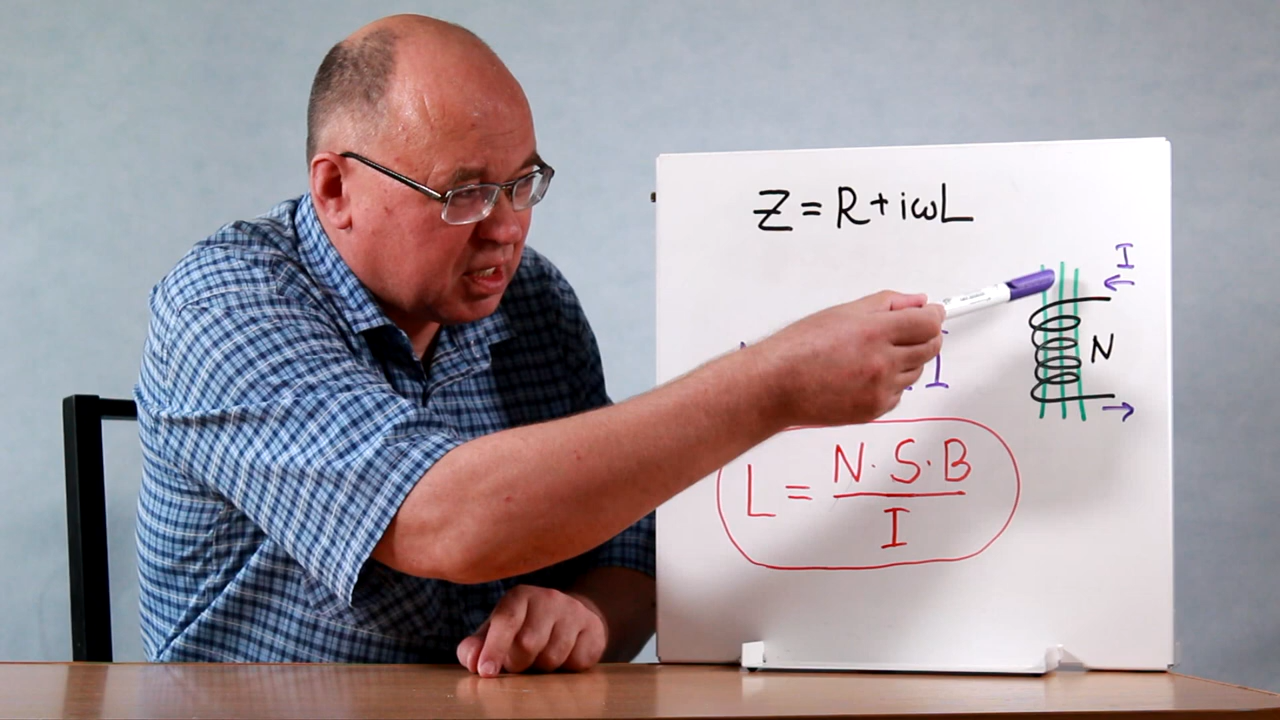 Z = R + iωL
I
N
. I
L = N·S·B
I